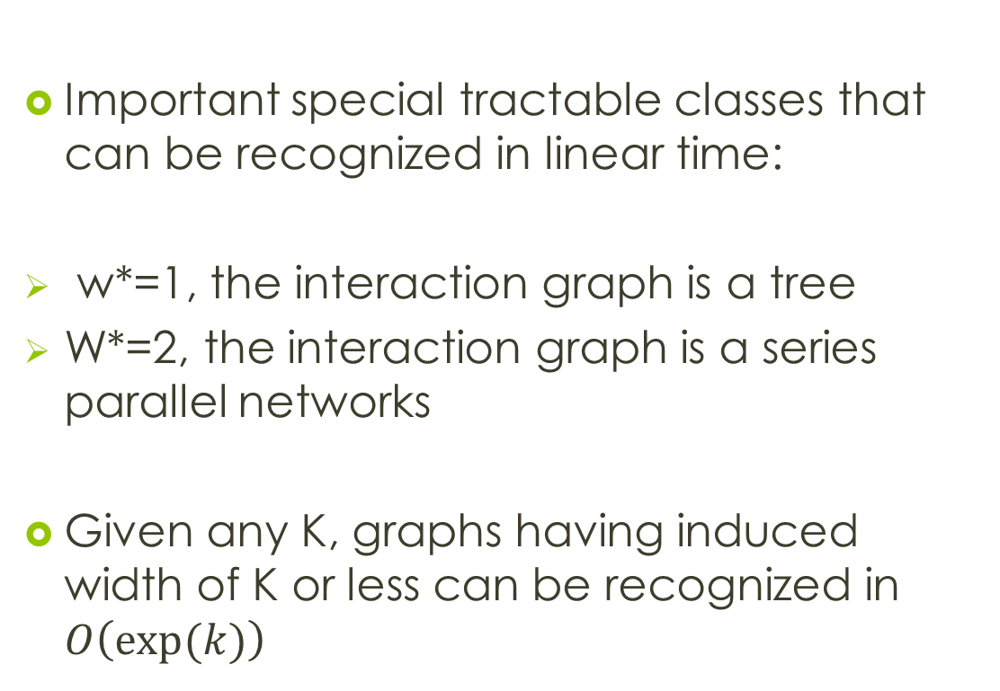 Important special tractable classes that
can be recognized in linear time:
w*=1, the interaction graph is a tree
W*=2, the interaction graph is a series
parallel networks
Given any K, graphs having induced
width of K or less can be recognized in
O(exp(k))